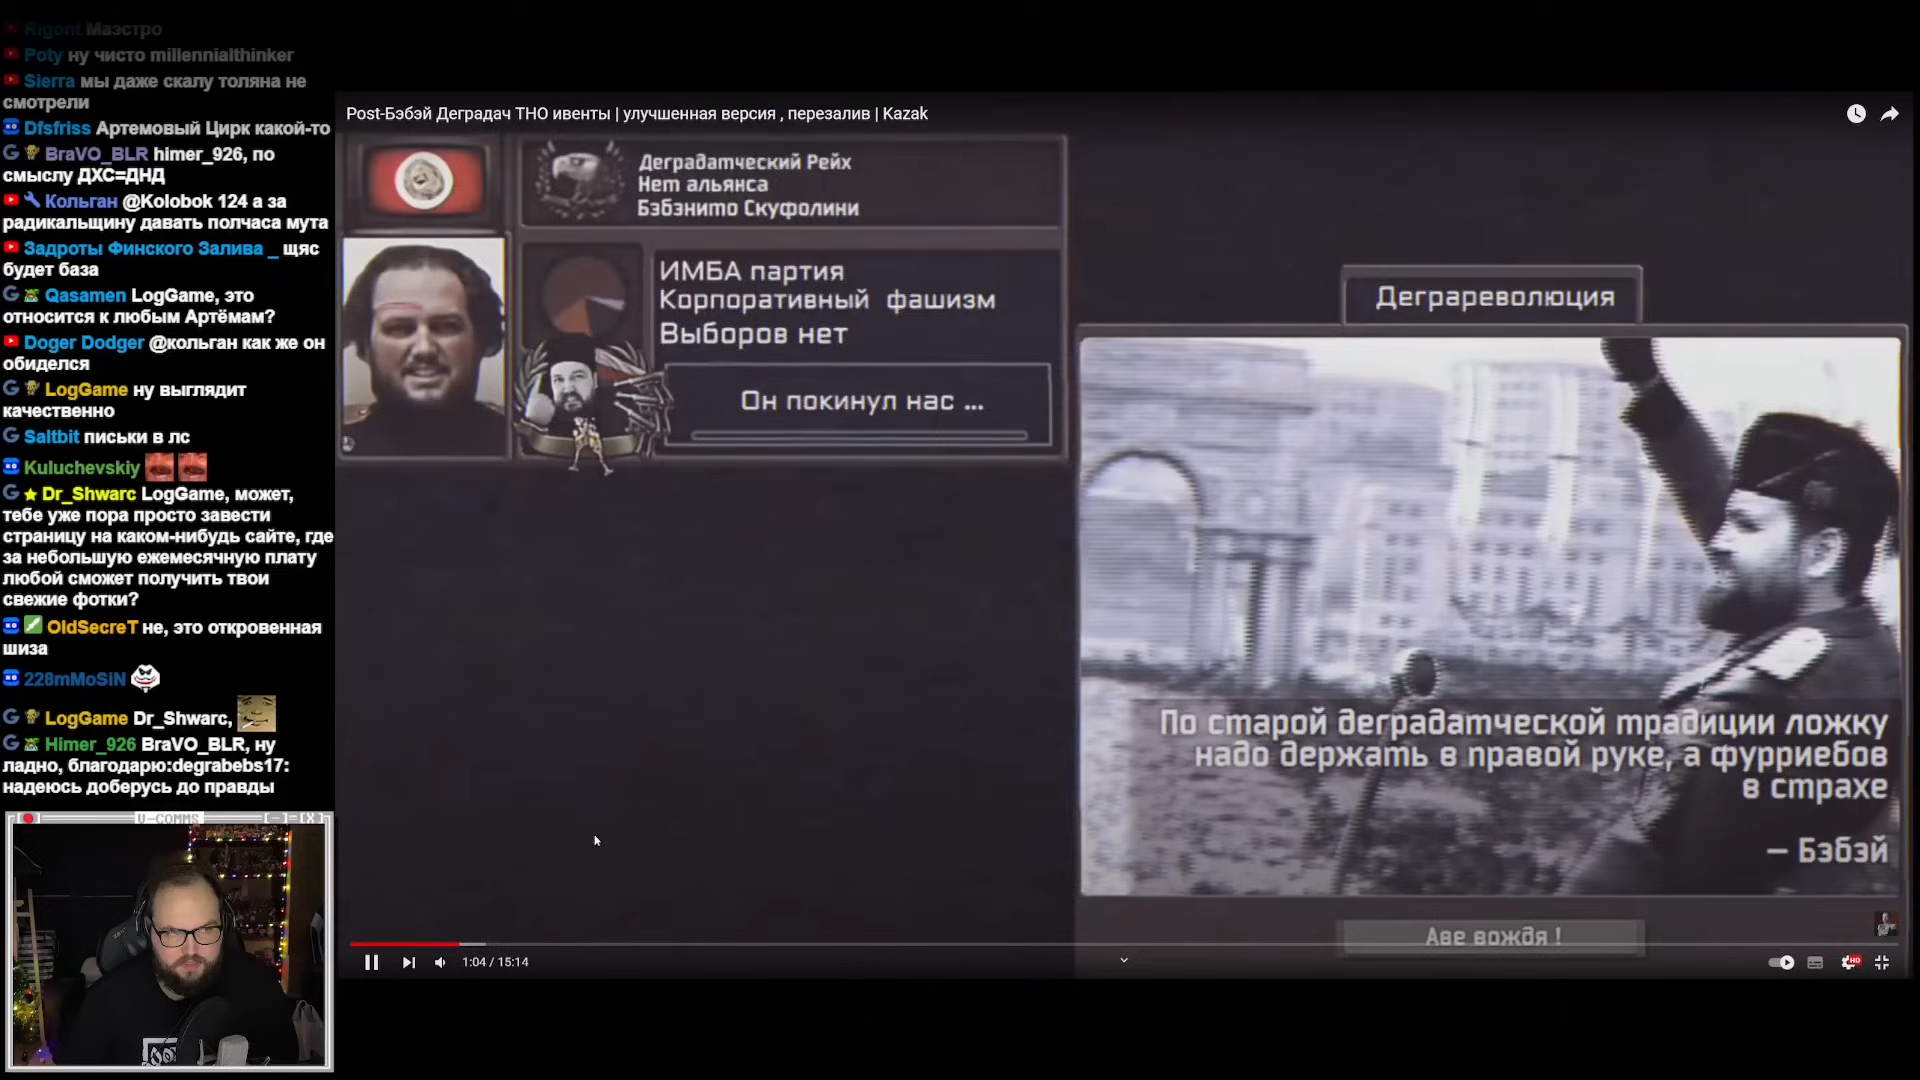 Rigont Маэстро
Poty ну чисто millennialthinker
Sierra мы даже скалу толяна не
смотрели
Dfsfriss Артемовый Цирк какой-то
BraVO_BLR himer_926, по
смыслу ДХС=ДНД
Кольган @Kolobok 124 а за
радикальщину давать полчаса мута
Задроты Финского Залива _ щяс
будет база
Qasamen LogGame, это
относится к любым Артёмам?
Doger Dodger @кольган как же он
обиделся
LogGame ну выглядит
качественно
Saltbit письки в лс
Kuluchevskiy
Dr_Shwarc LogGame, может,
тебе уже пора просто завести
страницу на каком-нибудь сайте, где
за небольшую ежемесячную плату
любой сможет получить твои
свежие фотки?
OldSecreT не, это откровенная
шиза
228mMoSiN
LogGame Dr_Shwarc,
Himer_926 BraVO_BLR, ну
ладно, благодарю:degrabebs17:
надеюсь доберусь до правды
V-COMMS [-]=[X]
Post-Бэбэй Деградач ТНО ивенты | улучшенная версия , перезалив | Kazak
Деградатческий Рейх
Нет альянса
Бэбэнито Скуфолини
ИМБА партия
Корпоративный фашизм
Выборов нет
Он покинул нас ...
Деграреволюция
По старой деградатческой традиции ложку
надо держать в правой руке, а фурриебов
в страхе
— Бэбэй
Аве вождя !
1:04 / 15:14
HD